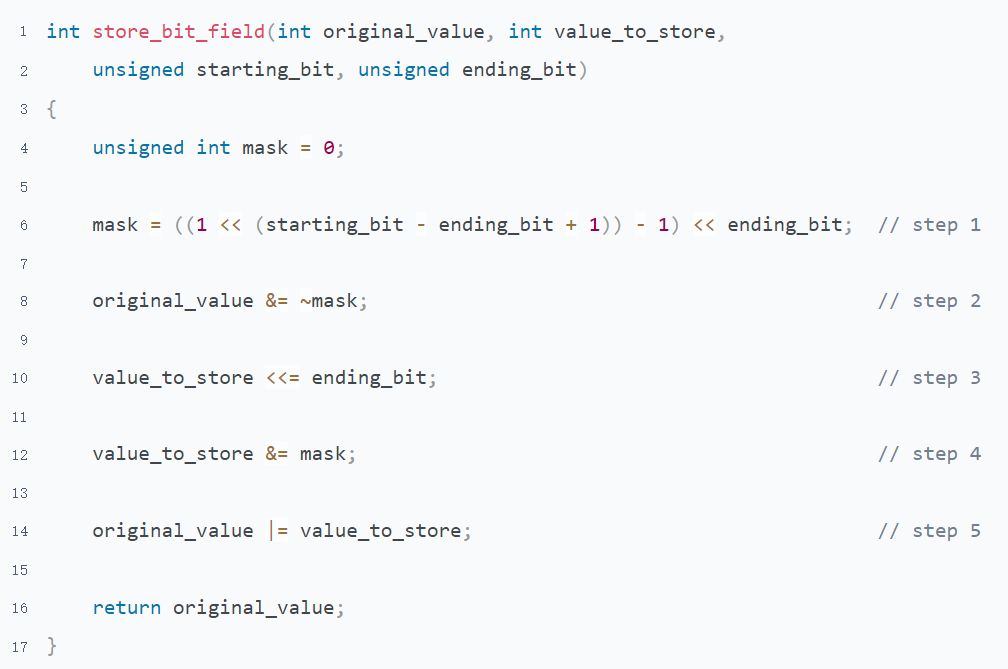 1 int store_bit_field(int original_value, int value_to_store,
2     unsigned starting_bit, unsigned ending_bit)
3 {
4     unsigned int mask = 0;
5
6     mask = ((1 << (starting_bit - ending_bit + 1)) - 1) << ending_bit;  // step 1
7
8     original_value &= ~mask;                                            // step 2
9
10     value_to_store <<= ending_bit;                                      // step 3
11
12     value_to_store &= mask;                                             // step 4
13
14     original_value |= value_to_store;                                   // step 5
15
16     return original_value;
17 }